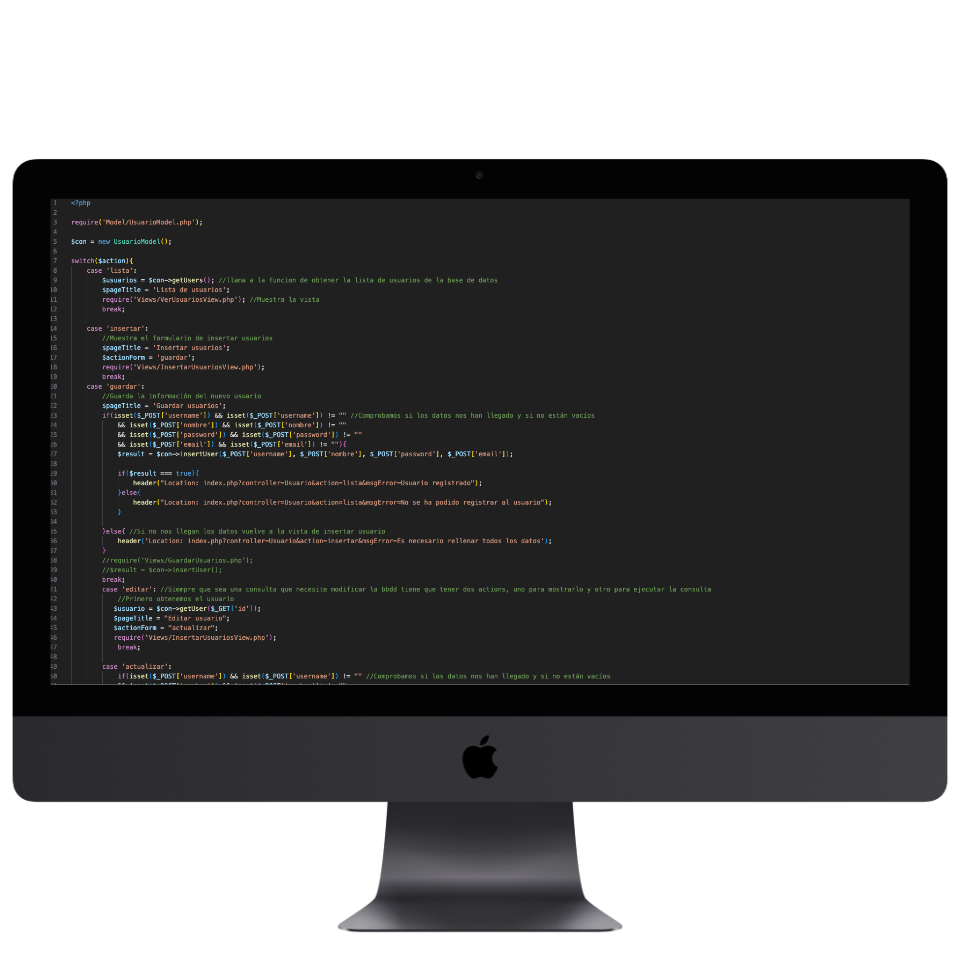 1 <?php
2
3 require('Model/UsuarioModel.php');
4
5 $con = new UsuarioModel();
6
7 switch($action){
8 case 'lista':
9 $usuarios = $con->getUsers(); //llama a la funcion de obtener la lista de usuarios de la base de datos
10 $pageTitle = 'Lista de usuarios';
11 require('Views/VerUsuariosView.php'); //Muestra la vista
12 break;
13
14 case 'insertar':
15 //Muestra el formulario de insertar usuarios
16 $pageTitle = 'Insertar usuarios';
17 $actionForm = 'guardar';
18 require('Views/InsertarUsuariosView.php');
19 break;
20 case 'guardar':
21 //Guarda la información del nuevo usuario
22 $pageTitle = 'Guardar usuarios';
23 if(isset($_POST['username']) && isset($_POST['username']) != "" //Comprobamos si los datos nos han llegado y si no están vacíos
24 && isset($_POST['nombre']) && isset($_POST['nombre']) != ""
25 && isset($_POST['password']) && isset($_POST['password']) != ""
26 && isset($_POST['email']) && isset($_POST['email']) != ""){
27 $result = $con->insertUser($_POST['username'], $_POST['nombre'], $_POST['password'], $_POST['email']);
28
29 if($result === true){
30 header("Location: index.php?controller=Usuario&action=lista&msgError=Usuario registrado");
31 }else{
32 header("Location: index.php?controller=Usuario&action=lista&msgError=No se ha podido registrar al usuario");
33 }
34
35 }else{ //Si no nos llegan los datos vuelve a la vista de insertar usuario
36 header('Location: index.php?controller=Usuario&action=insertar&msgError=Es necesario rellenar todos los datos');
37 }
38 //require('Views/GuardarUsuarios.php');
39 //$result = $con->insertUser();
40 break;
41 case 'editar': //Siempre que sea una consulta que necesite modificar la bbdd tiene que tener dos actions, uno para mostrarlo y otro para ejecutar la consulta
42 //Primero obtenemos el usuario
43 $usuario = $con->getUser($_GET['id']);
44 $pageTitle = "Editar usuario";
45 $actionForm = "actualizar";
46 require('Views/InsertarUsuariosView.php');
47 break;
48
49 case 'actualizar':
50 if(isset($_POST['username']) && isset($_POST['username']) != "" //Comprobamos si los datos nos han llegado y si no están vacíos